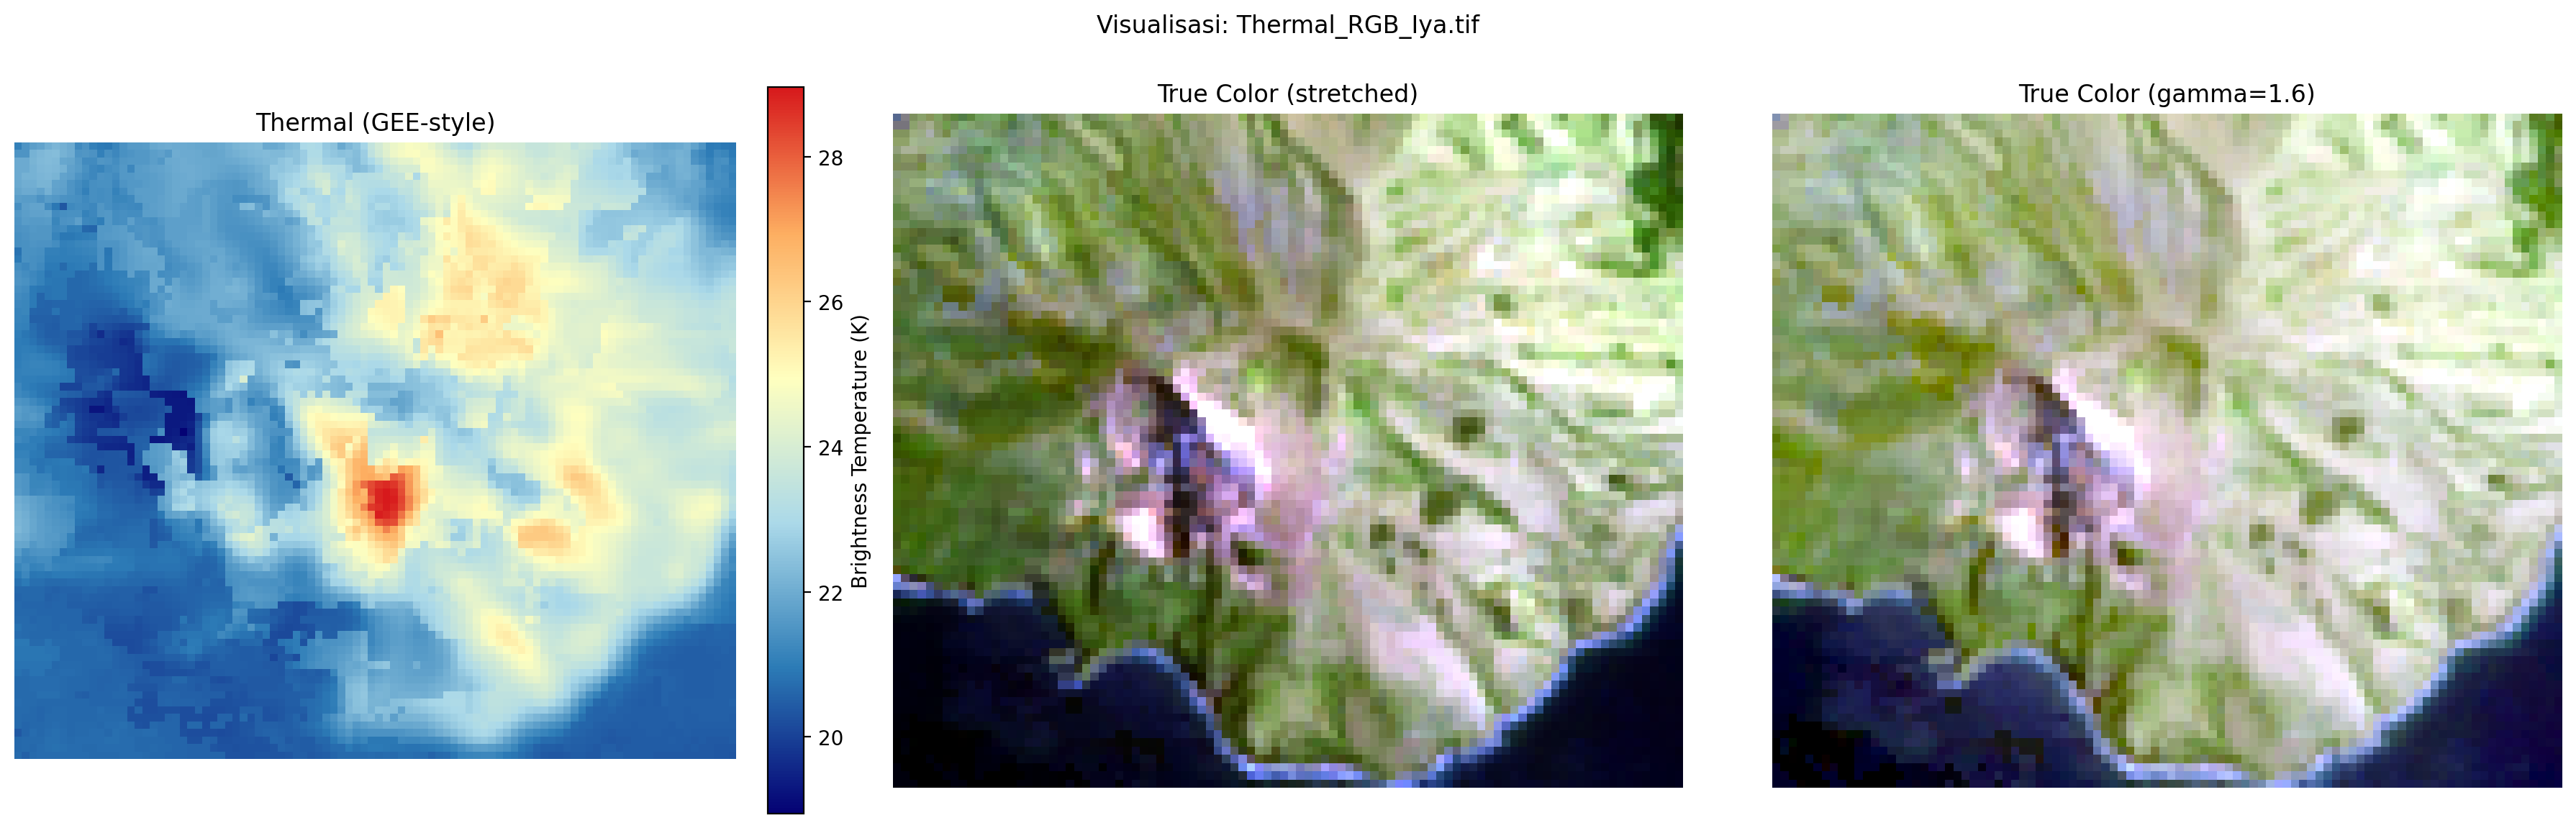 Visualisasi: Thermal_RGB_Iya.tif
Thermal (GEE-style)
28
26
24
22
20
Brightness Temperature (K)
True Color (stretched)
True Color (gamma=1.6)